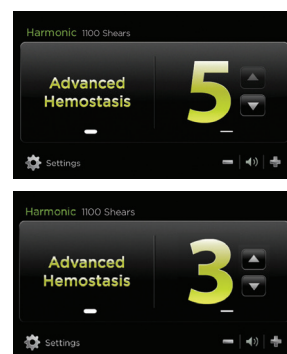 Harmonic 1100 Shears
Advanced
Hemostasis
5
Settings
Harmonic 1100 Shears
Advanced
Hemostasis
3
Settings